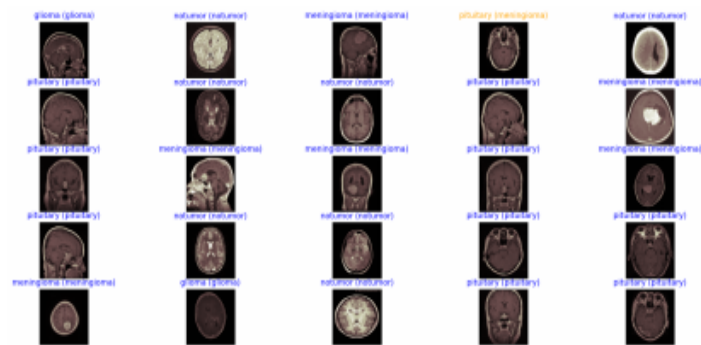 glioma (glioma) notumor (notumor) meningioma (meningioma) pituitary (meningioma) notumor (notumor)
pituitary (pituitary) notumor (notumor) notumor (notumor) pituitary (pituitary) meningioma (meningioma)
pituitary (pituitary) meningioma (meningioma) meningioma (meningioma) pituitary (pituitary) meningioma (meningioma)
pituitary (pituitary) notumor (notumor) notumor (notumor) pituitary (pituitary) pituitary (pituitary)
meningioma (meningioma) glioma (glioma) notumor (notumor) pituitary (pituitary) pituitary (pituitary)